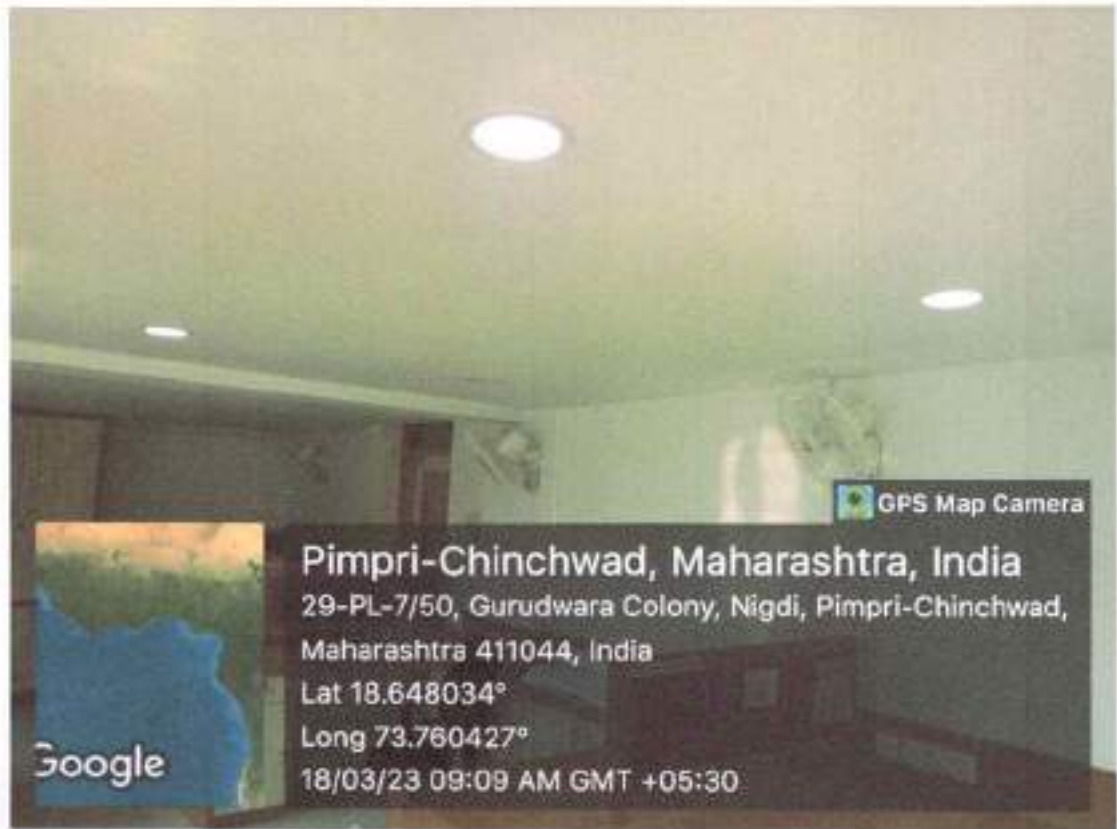 GPS Map Camera
Pimpri-Chinchwad, Maharashtra, India
29-PL-7/50, Gurudwara Colony, Nigdi, Pimpri-Chinchwad,
Maharashtra 411044, India
Lat 18.648034°
Long 73.760427°
18/03/23 09:09 AM GMT +05:30
Google